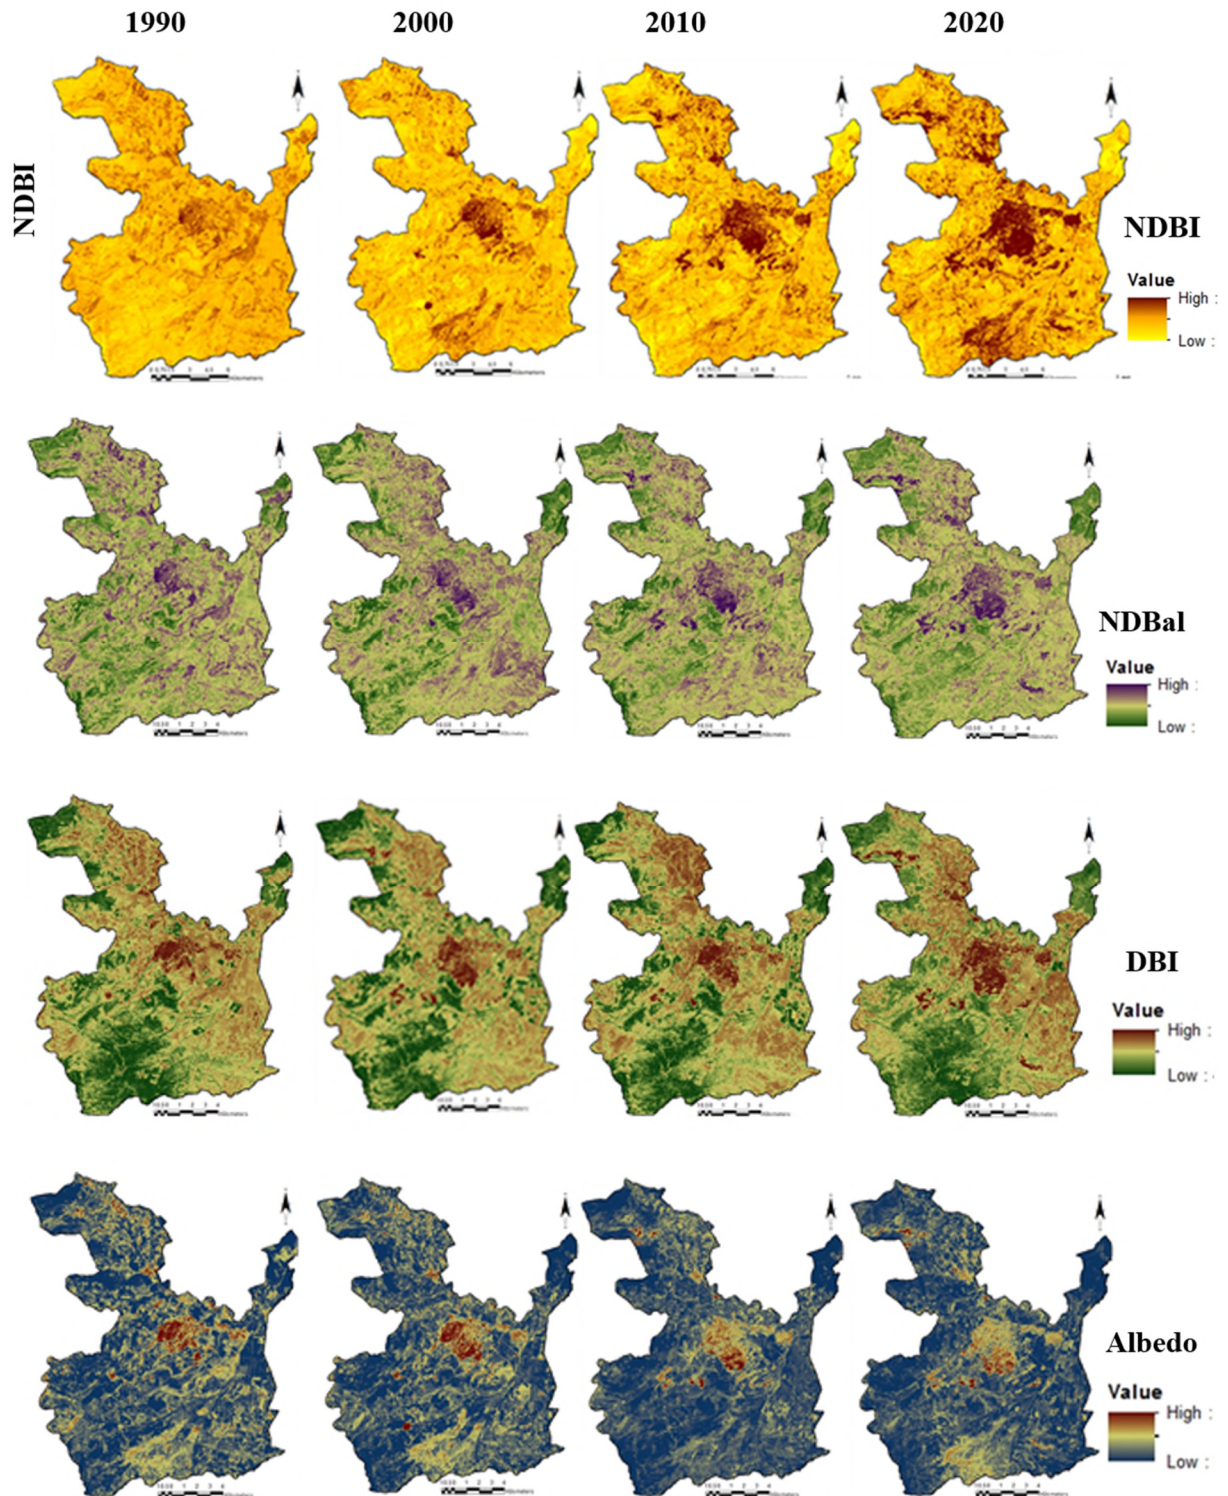 1990 2000 2010 2020
NDBI
NDBI
Value
High :
Low :
NDBal
Value
High :
Low :
DBI
Value
High :
Low :
Albedo
Value
High :
Low :